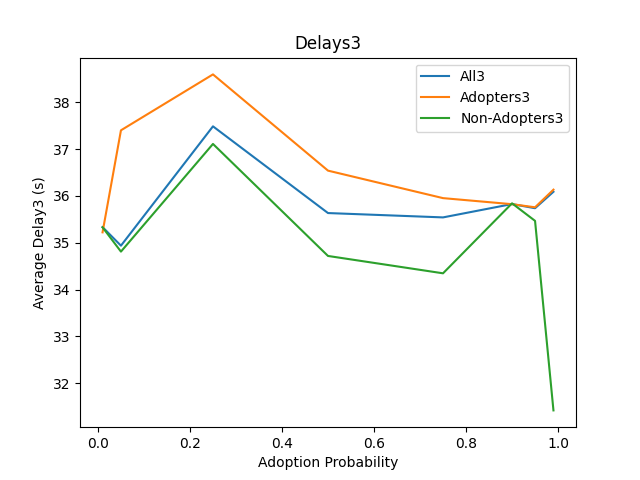 Delays3
All3
Adopters3
Non-Adopters3
Average Delay3 (s)
38
37
36
35
34
33
32
0.0 0.2 0.4 0.6 0.8 1.0
Adoption Probability